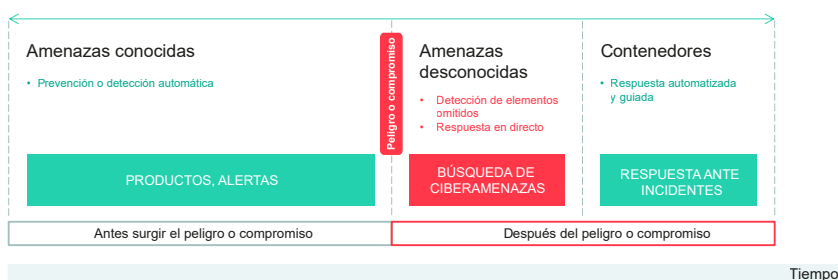 Amenazas conocidas
• Prevención o detección automática
PRODUCTOS, ALERTAS
Peligro o compromiso
Amenazas
desconocidas
• Detección de elementos
omitidos
• Respuesta en directo
BÚSQUEDA DE
CIBERAMENAZAS
Contenedores
• Respuesta automatizada
y guiada
RESPUESTA ANTE
INCIDENTES
Antes surgir el peligro o compromiso
Después del peligro o compromiso
Tiempo